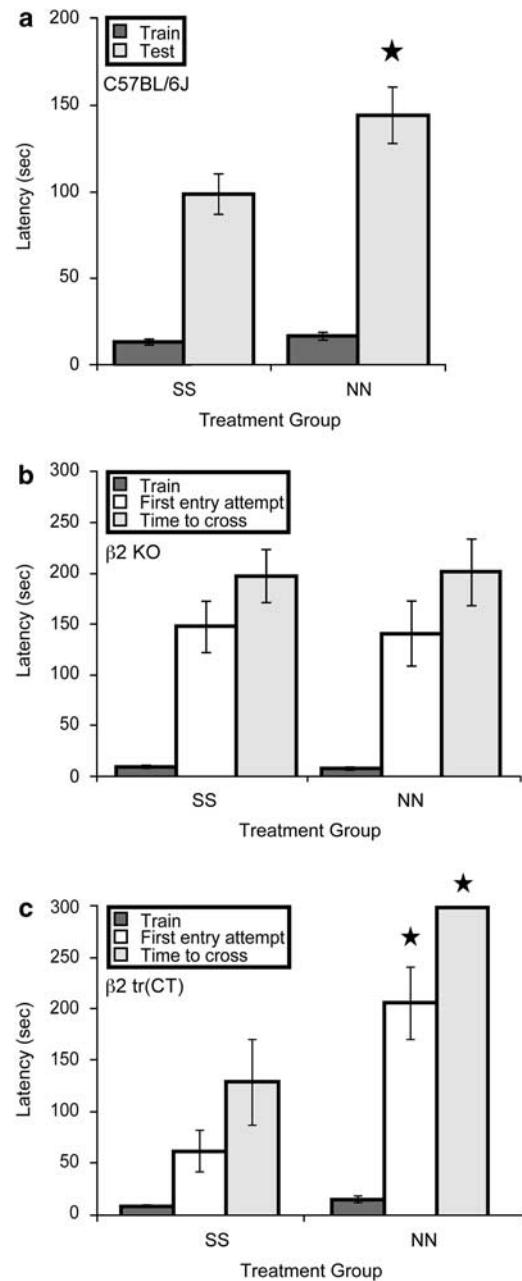 a
200
150
100
50
0
Latency (sec)
Train
Test
C57BL/6J
★
SS
NN
Treatment Group
b
300
250
200
150
100
50
0
Latency (sec)
Train
First entry attempt
Time to cross
β2 KO
SS
NN
Treatment Group
c
300
250
200
150
100
50
0
Latency (sec)
Train
First entry attempt
Time to cross
β2 tr(CT)
★
★
SS
NN
Treatment Group